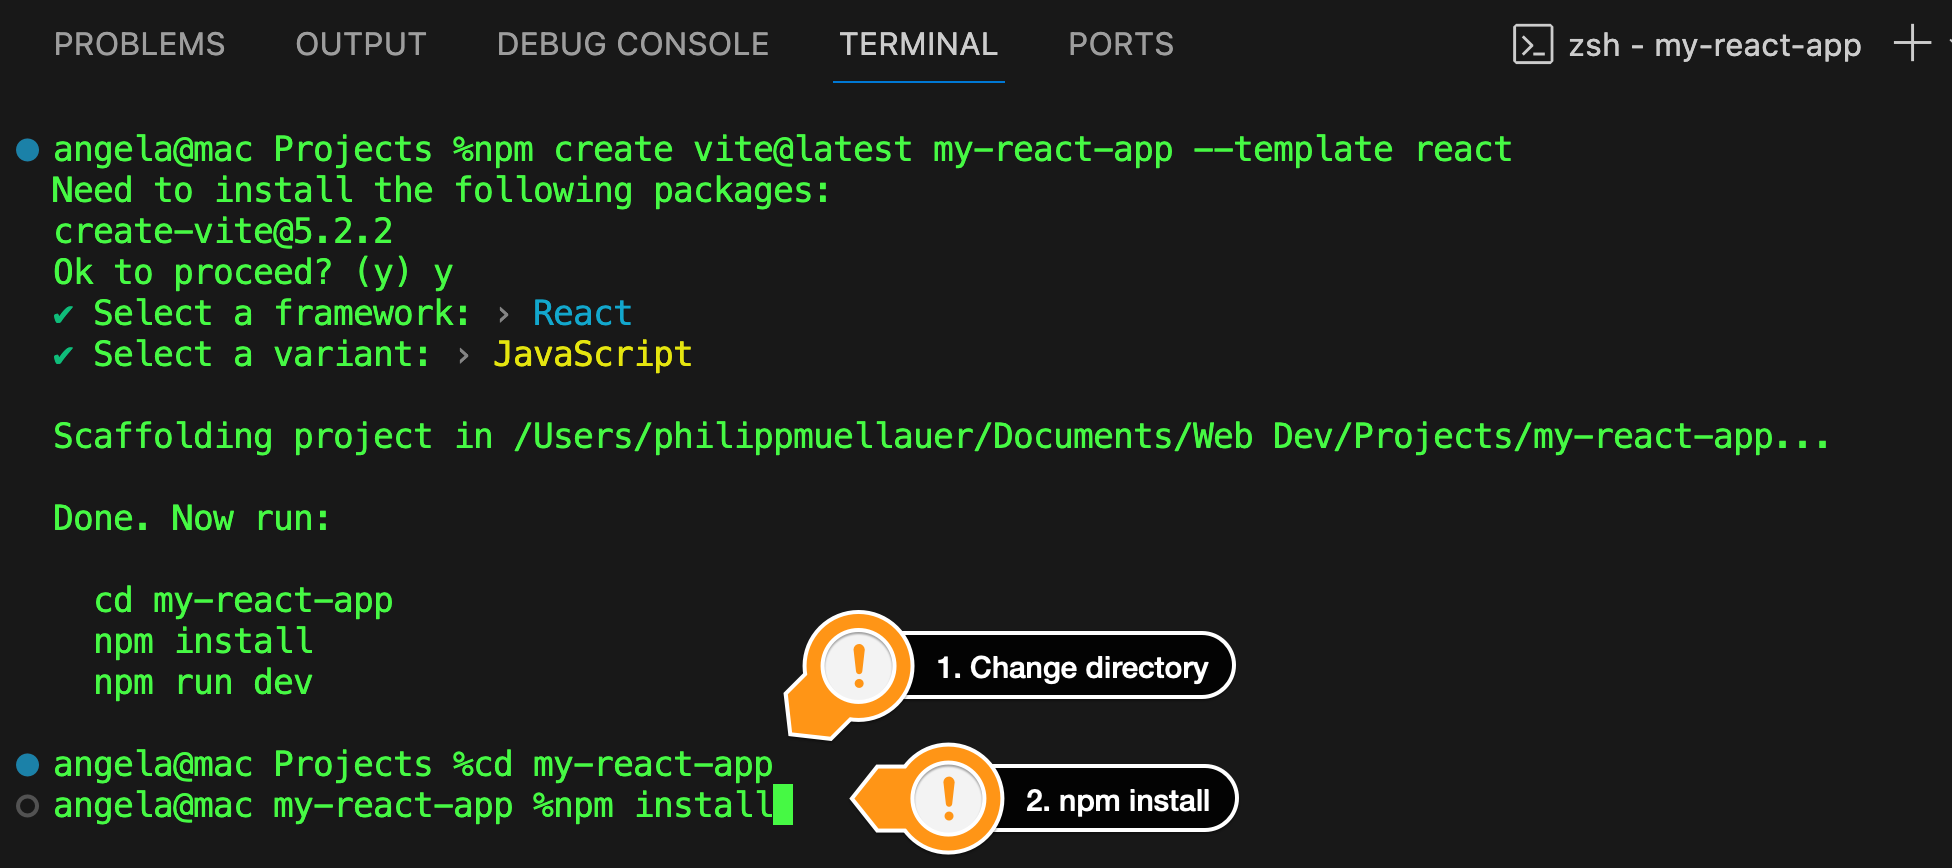 PROBLEMS OUTPUT DEBUG CONSOLE TERMINAL PORTS zsh - my-react-app
angela@mac Projects %npm create vite@latest my-react-app --template react
Need to install the following packages:
create-vite@5.2.2
Ok to proceed? (y) y
✔ Select a framework: › React
✔ Select a variant: › JavaScript
Scaffolding project in /Users/philippmuellauer/Documents/Web Dev/Projects/my-react-app...
Done. Now run:
cd my-react-app
npm install
npm run dev
! 1. Change directory
angela@mac Projects %cd my-react-app
! 2. npm install
angela@mac my-react-app %npm install